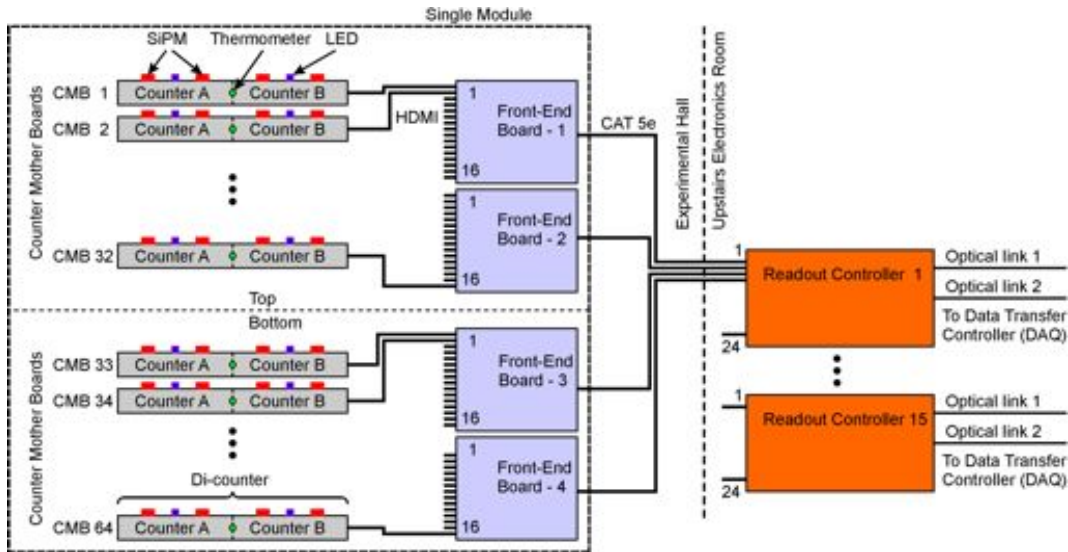 Single Module
SiPM Thermometer LED
CMB 1 Counter A Counter B
CMB 2 Counter A Counter B
CMB 32 Counter A Counter B
Counter Mother Boards
HDMI
1
Front-End
Board - 1
16
1
Front-End
Board - 2
16
Top
Bottom
CMB 33 Counter A Counter B
CMB 34 Counter A Counter B
Di-counter
CMB 64 Counter A Counter B
Counter Mother Boards
1
Front-End
Board - 3
16
1
Front-End
Board - 4
16
CAT 5e
Experimental Hall
Upstairs Electronics Room
1
Readout Controller 1
24
Optical link 1
Optical link 2
To Data Transfer
Controller (DAQ)
1
Readout Controller 15
24
Optical link 1
Optical link 2
To Data Transfer
Controller (DAQ)